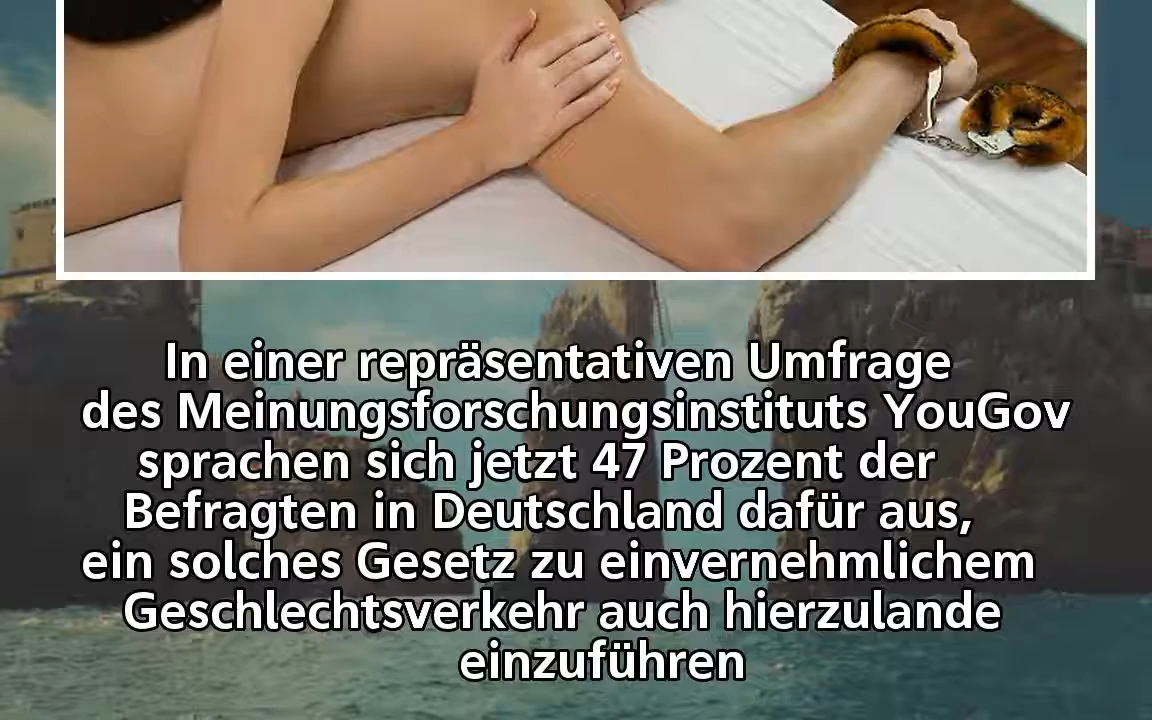 In einer repräsentativen Umfrage
des Meinungsforschungsinstituts YouGov
sprachen sich jetzt 47 Prozent der
Befragten in Deutschland dafür aus,
ein solches Gesetz zu einvernehmlichem
Geschlechtsverkehr auch hierzulande
einzuführen